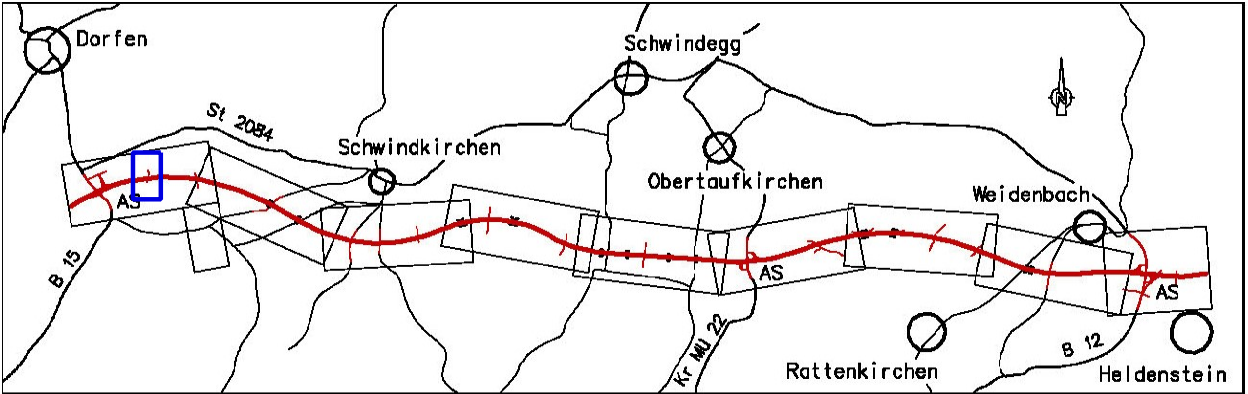 Dorfen
Schwindegg
St 2084
Schwindkirchen
N
Obertaufkirchen
Weidenbach
AS
B 15
AS
AS
Kr MÜ 22
B 12
Rattenkirchen
Heldenstein